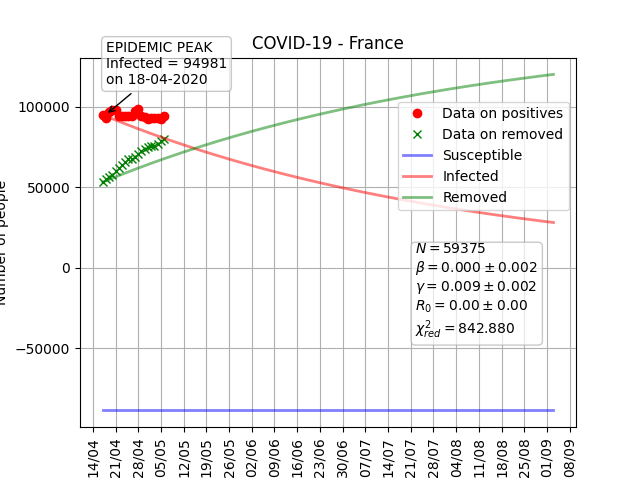 COVID-19 - France
EPIDEMIC PEAK
Infected = 94981
on 18-04-2020
Number of people
100000
50000
0
−50000
Data on positives
Data on removed
Susceptible
Infected
Removed
N = 59375
β = 0.000 ± 0.002
γ = 0.009 ± 0.002
R₀ = 0.00 ± 0.00
χ²red = 842.880
14/04
21/04
28/04
05/05
12/05
19/05
26/05
02/06
09/06
16/06
23/06
30/06
07/07
14/07
21/07
28/07
04/08
11/08
18/08
25/08
01/09
08/09